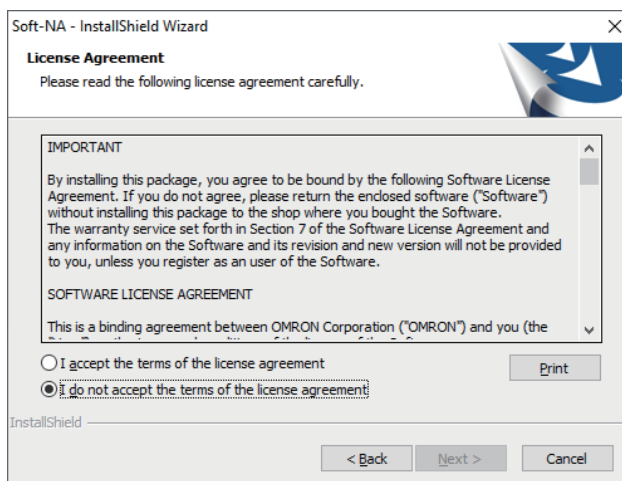 Soft-NA - InstallShield Wizard
License Agreement
Please read the following license agreement carefully.
IMPORTANT
By installing this package, you agree to be bound by the following Software License
Agreement. If you do not agree, please return the enclosed software ("Software")
without installing this package to the shop where you bought the Software.
The warranty service set forth in Section 7 of the Software License Agreement and
any information on the Software and its revision and new version will not be provided
to you, unless you register as an user of the Software.
SOFTWARE LICENSE AGREEMENT
This is a binding agreement between OMRON Corporation ("OMRON") and you (the
I accept the terms of the license agreement
Print
I do not accept the terms of the license agreement
InstallShield
< Back
Next >
Cancel